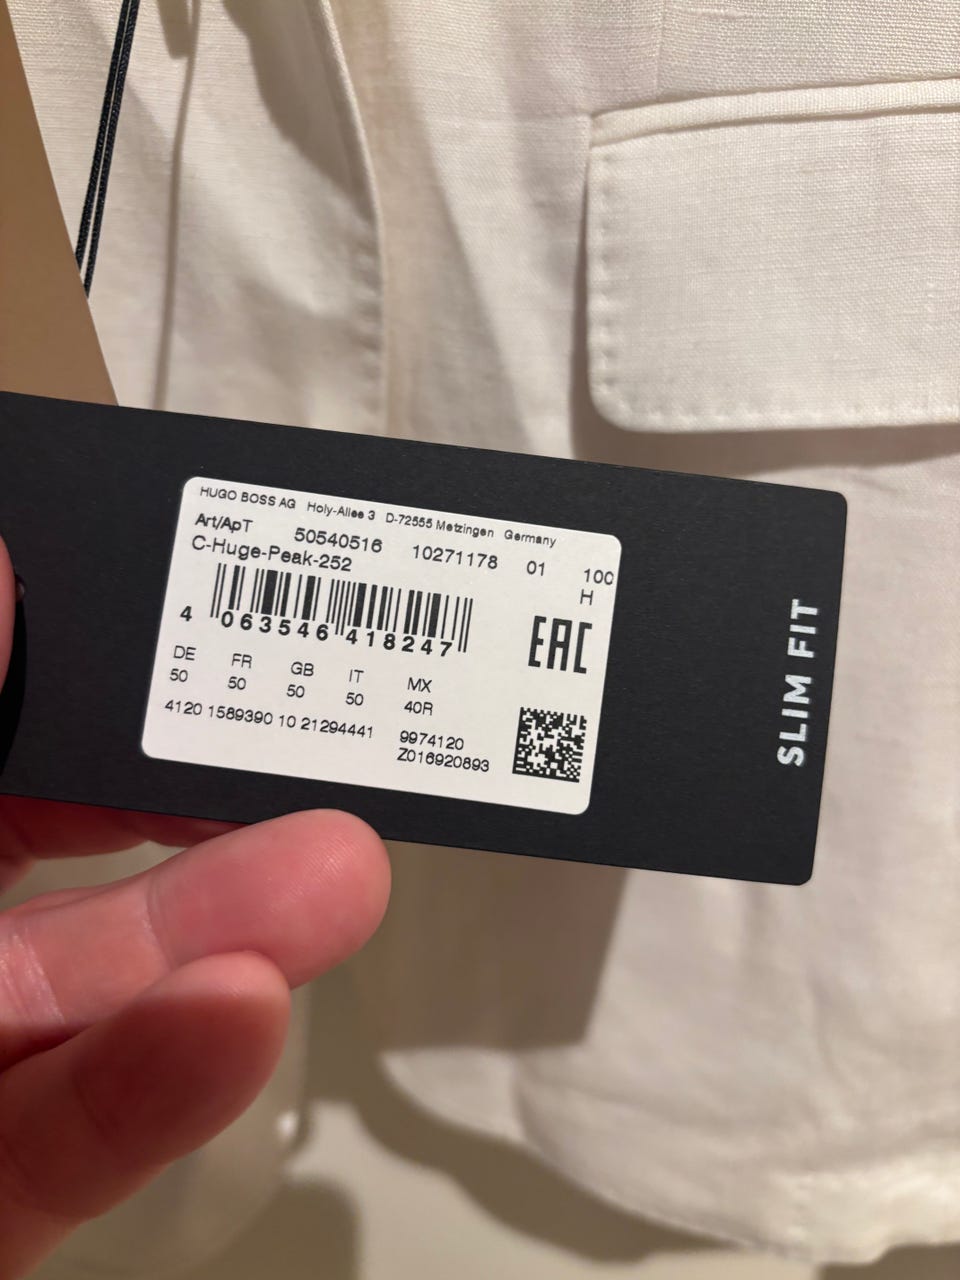 HUGO BOSS AG Holy-Allee 3 D-72555 Metzingen Germany
Art/ApT 50540516 10271178 01 100
C-Huge-Peak-252 H
4 063546 418247
EAC
DE FR GB IT MX
50 50 50 50 40R
4120 1589390 10 21294441 9974120
Z016920893
SLIM FIT